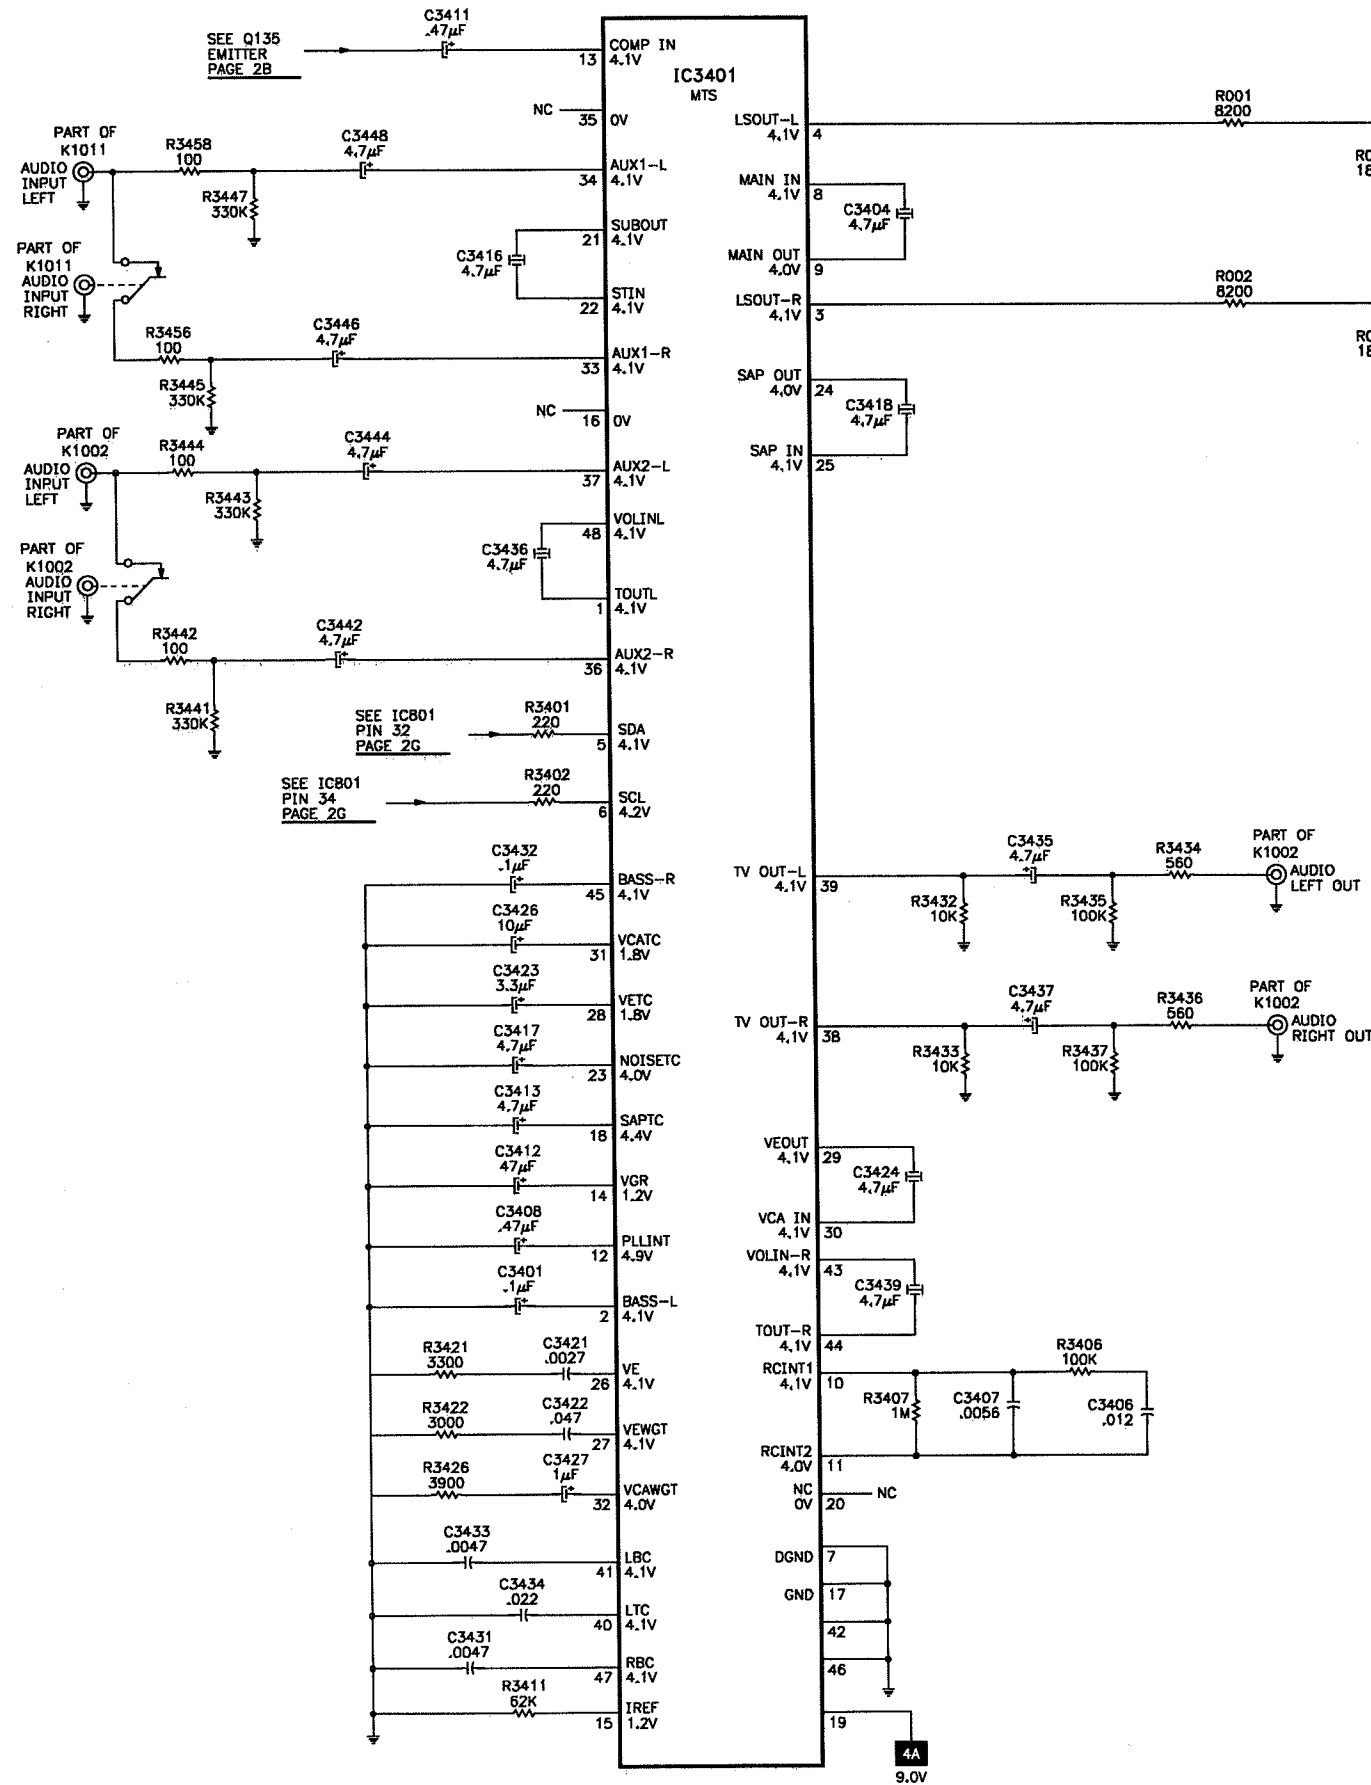 C3411
.47µF
SEE Q135
EMITTER
PAGE 2B
13
COMP IN
4.1V
IC3401
MTS
NC
35
0V
PART OF
K1011
AUDIO
INPUT
LEFT
R3458
100
R3447
330K
C3448
4.7µF
34
AUX1-L
4.1V
PART OF
K1011
AUDIO
INPUT
RIGHT
C3416
4.7µF
21
SUBOUT
4.1V
22
STIN
4.1V
R3456
100
R3445
330K
C3446
4.7µF
33
AUX1-R
4.1V
NC
16
0V
PART OF
K1002
AUDIO
INPUT
LEFT
R3444
100
R3443
330K
C3444
4.7µF
37
AUX2-L
4.1V
PART OF
K1002
AUDIO
INPUT
RIGHT
C3436
4.7µF
48
VOLINL
4.1V
1
TOUTL
4.1V
R3442
100
R3441
330K
C3442
4.7µF
36
AUX2-R
4.1V
SEE IC801
PIN 32
PAGE 2G
R3401
220
5
SDA
4.1V
SEE IC801
PIN 34
PAGE 2G
R3402
220
6
SCL
4.2V
C3432
.1µF
45
BASS-R
4.1V
C3426
10µF
31
VCATC
1.8V
C3423
3.3µF
28
VETC
1.8V
C3417
4.7µF
23
NOISETC
4.0V
C3413
4.7µF
18
SAPTC
4.4V
C3412
47µF
14
VGR
1.2V
C3408
.47µF
12
PLLINT
4.9V
C3401
.1µF
2
BASS-L
4.1V
R3421
3300
C3421
.0027
26
VE
4.1V
R3422
3000
C3422
.047
27
VEWGT
4.1V
R3426
3900
C3427
1µF
32
VCAWGT
4.0V
C3433
.0047
41
LBC
4.1V
C3434
.022
40
LTC
4.1V
C3431
.0047
47
RBC
4.1V
R3411
62K
15
IREF
1.2V
LSOUT-L
4.1V
4
R001
8200
R0
18
MAIN IN
4.1V
8
C3404
4.7µF
MAIN OUT
4.0V
9
LSOUT-R
4.1V
3
R002
8200
R0
18
SAP OUT
4.0V
24
C3418
4.7µF
SAP IN
4.1V
25
TV OUT-L
4.1V
39
R3432
10K
C3435
4.7µF
R3435
100K
R3434
560
PART OF
K1002
AUDIO
LEFT OUT
TV OUT-R
4.1V
38
R3433
10K
C3437
4.7µF
R3437
100K
R3436
560
PART OF
K1002
AUDIO
RIGHT OUT
VEOUT
4.1V
29
C3424
4.7µF
VCA IN
4.1V
30
VOLIN-R
4.1V
43
C3439
4.7µF
TOUT-R
4.1V
44
RCINT1
4.1V
10
R3407
1M
C3407
.0056
R3406
100K
C3406
.012
RCINT2
4.0V
11
NC
0V
20
NC
DGND
7
GND
17
42
46
19
4A
9.0V